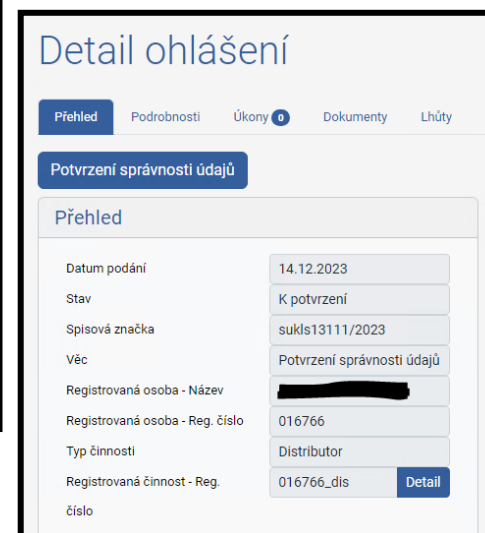 Detail ohlášení
Přehled Podrobnosti Úkony 0 Dokumenty Lhůty
Potvrzení správnosti údajů
Přehled
Datum podání 14.12.2023
Stav K potvrzení
Spisová značka sukls13111/2023
Věc Potvrzení správnosti údajů
Registrovaná osoba - Název
Registrovaná osoba - Reg. číslo 016766
Typ činnosti Distributor
Registrovaná činnost - Reg. 016766_dis Detail
číslo